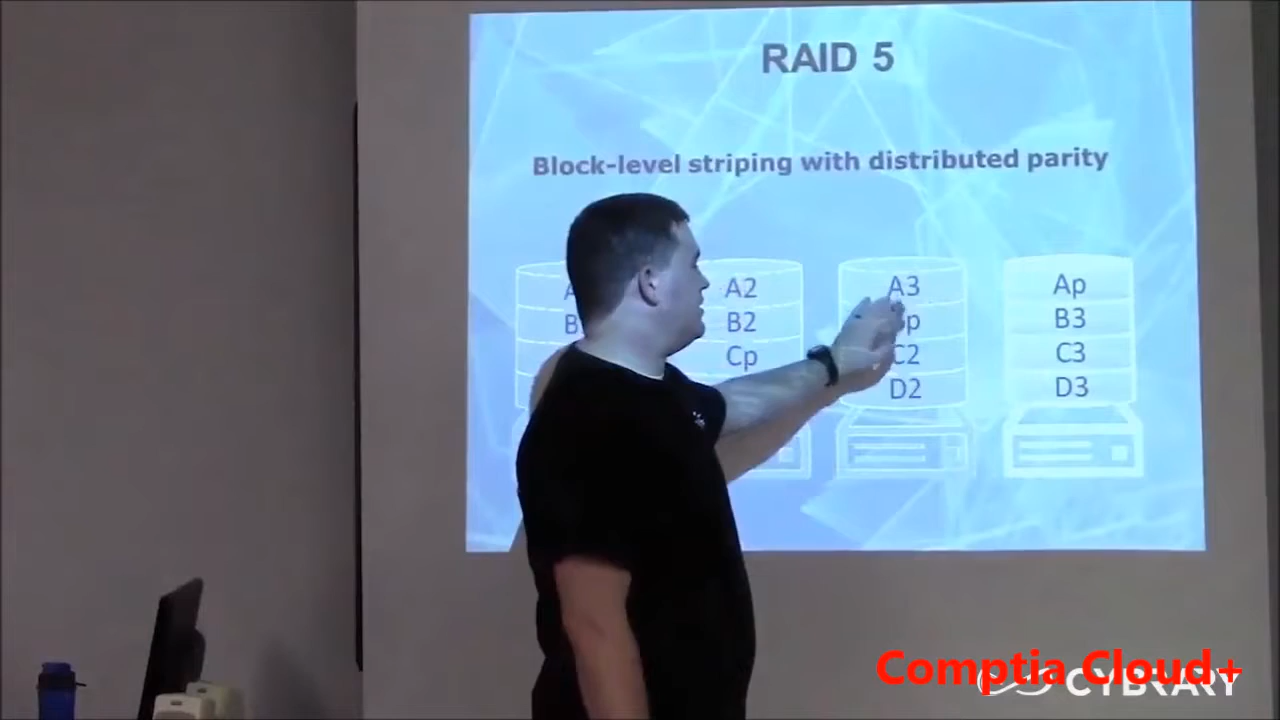 RAID 5
Block-level striping with distributed parity
A2 A3 Ap
B B2 B3
Cp C2 C3
D2 D3
Comptia Cloud+
CYBRARY